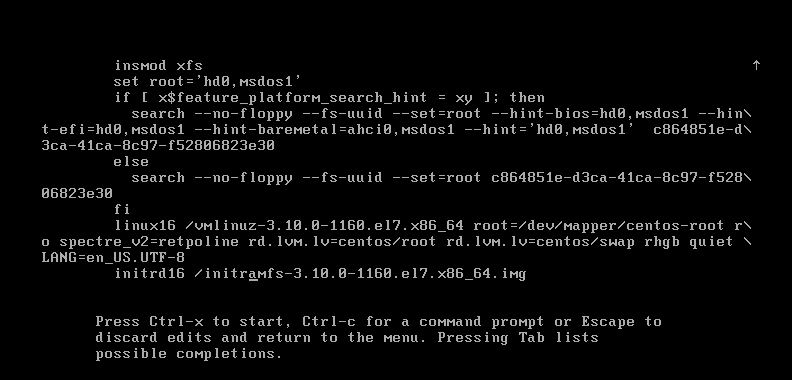 insmod xfs
set root='hd0,msdos1'
if [ x$feature_platform_search_hint = xy ]; then
search --no-floppy --fs-uuid --set=root --hint-bios=hd0,msdos1 --hin\
t-efi=hd0,msdos1 --hint-baremetal=ahci0,msdos1 --hint='hd0,msdos1'  c864851e-d\
3ca-41ca-8c97-f52806823e30
else
search --no-floppy --fs-uuid --set=root c864851e-d3ca-41ca-8c97-f528\
06823e30
fi
linux16 /vmlinuz-3.10.0-1160.el7.x86_64 root=/dev/mapper/centos-root r\
o spectre_v2=retpoline rd.lvm.lv=centos/root rd.lvm.lv=centos/swap rhgb quiet \
LANG=en_US.UTF-8
initrd16 /initramfs-3.10.0-1160.el7.x86_64.img
Press Ctrl-x to start, Ctrl-c for a command prompt or Escape to
discard edits and return to the menu. Pressing Tab lists
possible completions.